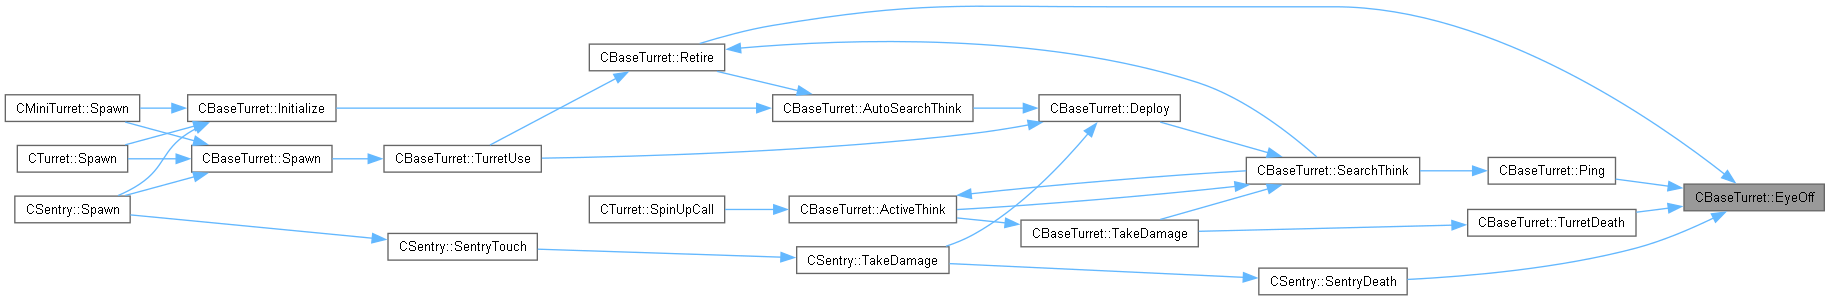 CBaseTurret::Retire
CMiniTurret::Spawn
CBaseTurret::Initialize
CBaseTurret::AutoSearchThink
CBaseTurret::Deploy
CTurret::Spawn
CBaseTurret::Spawn
CBaseTurret::TurretUse
CBaseTurret::SearchThink
CBaseTurret::Ping
CBaseTurret::EyeOff
CSentry::Spawn
CTurret::SpinUpCall
CBaseTurret::ActiveThink
CBaseTurret::TakeDamage
CBaseTurret::TurretDeath
CSentry::SentryTouch
CSentry::TakeDamage
CSentry::SentryDeath